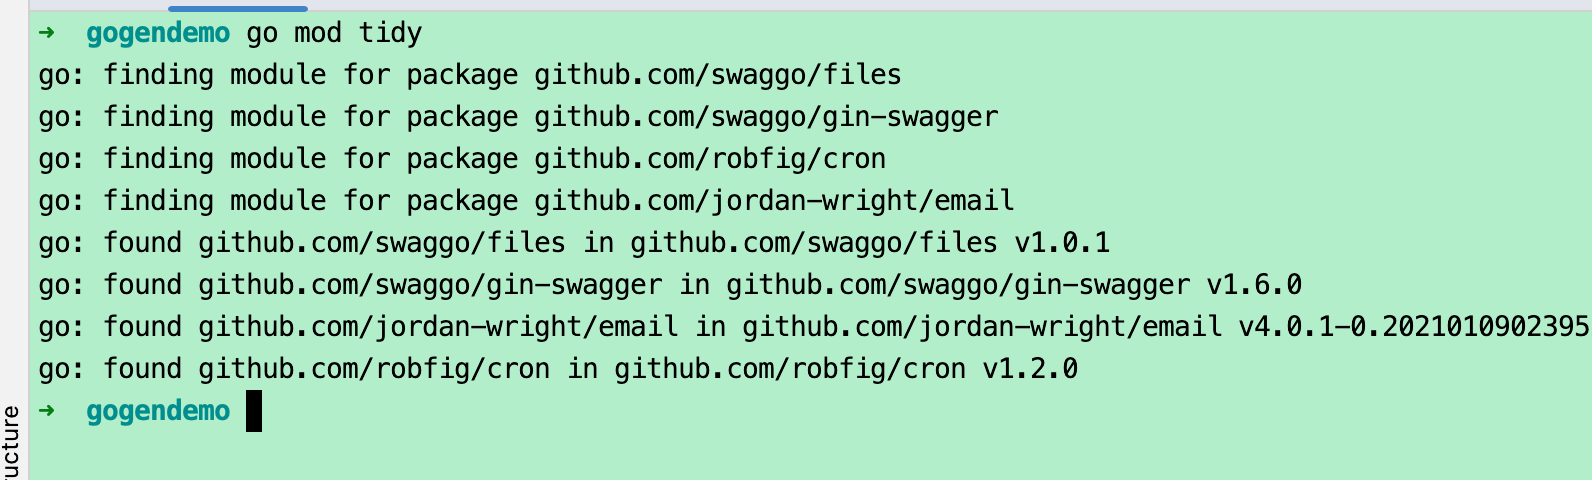 ➜  gogendemo go mod tidy
go: finding module for package github.com/swaggo/files
go: finding module for package github.com/swaggo/gin-swagger
go: finding module for package github.com/robfig/cron
go: finding module for package github.com/jordan-wright/email
go: found github.com/swaggo/files in github.com/swaggo/files v1.0.1
go: found github.com/swaggo/gin-swagger in github.com/swaggo/gin-swagger v1.6.0
go: found github.com/jordan-wright/email in github.com/jordan-wright/email v4.0.1-0.2021010902395
go: found github.com/robfig/cron in github.com/robfig/cron v1.2.0
➜  gogendemo
ucture